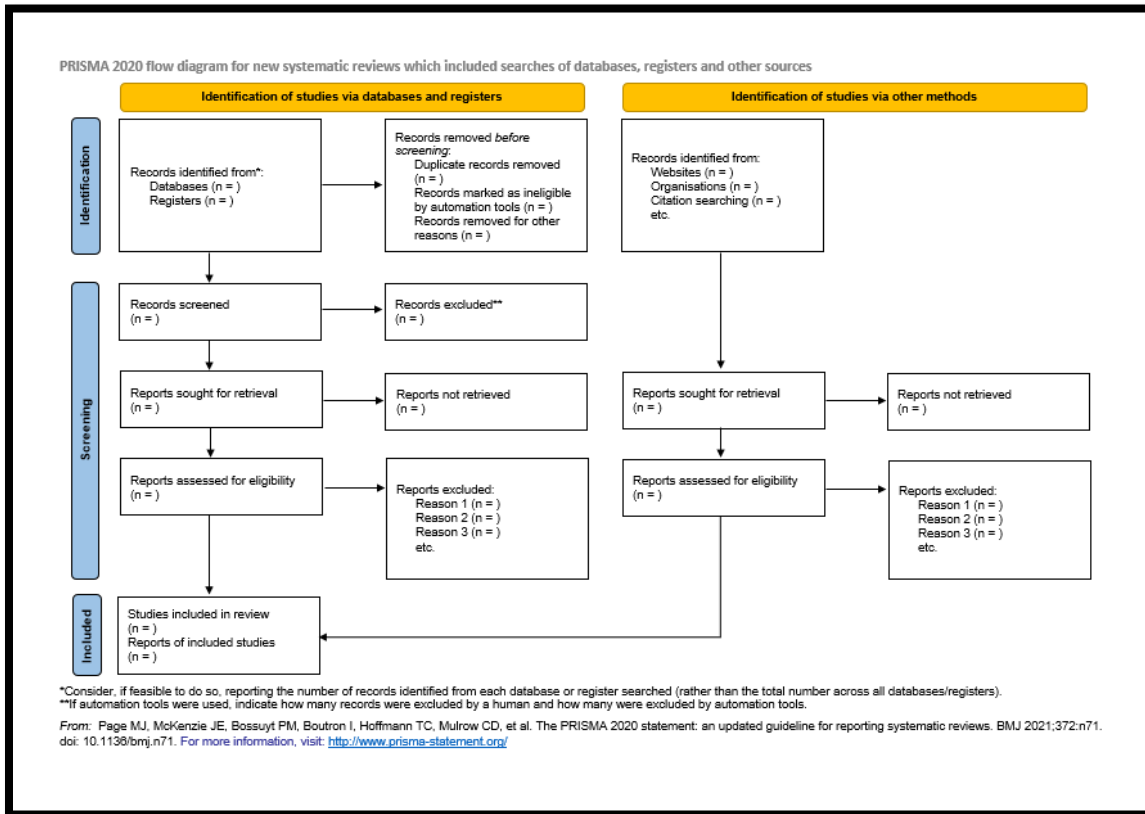 PRISMA 2020 flow diagram for new systematic reviews which included searches of databases, registers and other sources
Identification of studies via databases and registers
Identification of studies via other methods
Identification
Records identified from*:
Databases (n = )
Registers (n = )
Records removed before
screening:
Duplicate records removed
(n = )
Records marked as ineligible
by automation tools (n = )
Records removed for other
reasons (n = )
Records identified from:
Websites (n = )
Organisations (n = )
Citation searching (n = )
etc.
Screening
Records screened
(n = )
Records excluded**
(n = )
Reports sought for retrieval
(n = )
Reports not retrieved
(n = )
Reports sought for retrieval
(n = )
Reports not retrieved
(n = )
Reports assessed for eligibility
(n = )
Reports excluded:
Reason 1 (n = )
Reason 2 (n = )
Reason 3 (n = )
etc.
Reports assessed for eligibility
(n = )
Reports excluded:
Reason 1 (n = )
Reason 2 (n = )
Reason 3 (n = )
etc.
Included
Studies included in review
(n = )
Reports of included studies
(n = )
*Consider, if feasible to do so, reporting the number of records identified from each database or register searched (rather than the total number across all databases/registers).
**If automation tools were used, indicate how many records were excluded by a human and how many were excluded by automation tools.
From: Page MJ, McKenzie JE, Bossuyt PM, Boutron I, Hoffmann TC, Mulrow CD, et al. The PRISMA 2020 statement: an updated guideline for reporting systematic reviews. BMJ 2021;372:n71.
doi: 10.1136/bmj.n71. For more information, visit: http://www.prisma-statement.org/